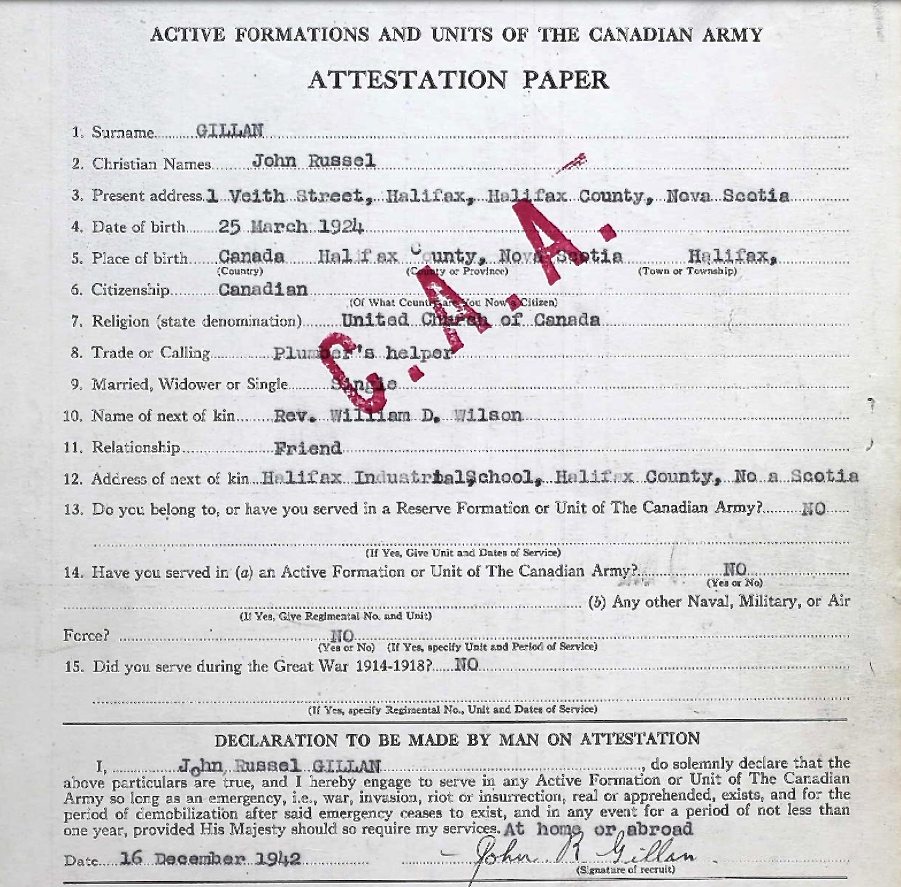 ACTIVE FORMATIONS AND UNITS OF THE CANADIAN ARMY
ATTESTATION PAPER
1. Surname GILLAN
2. Christian Names John Russel
3. Present address 1 Veith Street, Halifax, Halifax County, Nova Scotia
4. Date of birth 25 March 1924
5. Place of birth Canada Halifax County, Nova Scotia Halifax,
(Country) (County or Province) (Town or Township)
6. Citizenship Canadian
(Of What Country are You Now a Citizen)
7. Religion (state denomination) United Church of Canada
8. Trade or Calling Plumber's helper
9. Married, Widower or Single Single
10. Name of next of kin Rev. William D. Wilson
11. Relationship Friend
12. Address of next of kin Halifax IndustrialSchool, Halifax County, No a Scotia
13. Do you belong to, or have you served in a Reserve Formation or Unit of The Canadian Army? NO
(If Yes, Give Unit and Dates of Service)
14. Have you served in (a) an Active Formation or Unit of The Canadian Army? NO
(Yes or No)
(b) Any other Naval, Military, or Air
(If Yes, Give Regimental No. and Unit)
Force? NO
(Yes or No) (If Yes, specify Unit and Period of Service)
15. Did you serve during the Great War 1914-1918? NO
(If Yes, specify Regimental No., Unit and Dates of Service)
C.A.A.
DECLARATION TO BE MADE BY MAN ON ATTESTATION
I, John Russel GILLAN, do solemnly declare that the
above particulars are true, and I hereby engage to serve in any Active Formation or Unit of The Canadian
Army so long as an emergency, i.e., war, invasion, riot or insurrection, real or apprehended, exists, and for the
period of demobilization after said emergency ceases to exist, and in any event for a period of not less than
one year, provided His Majesty should so require my services. At home or abroad
Date 16 December 1942 John R Gillan
(Signature of recruit)